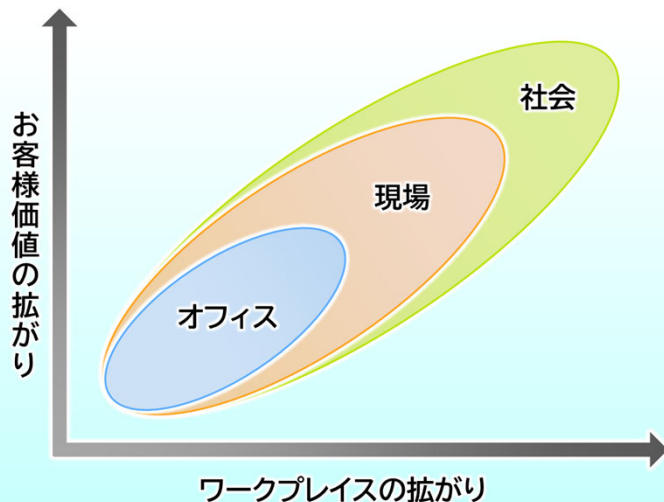 お客様価値の拡がり
社会
現場
オフィス
ワークプレイスの拡がり